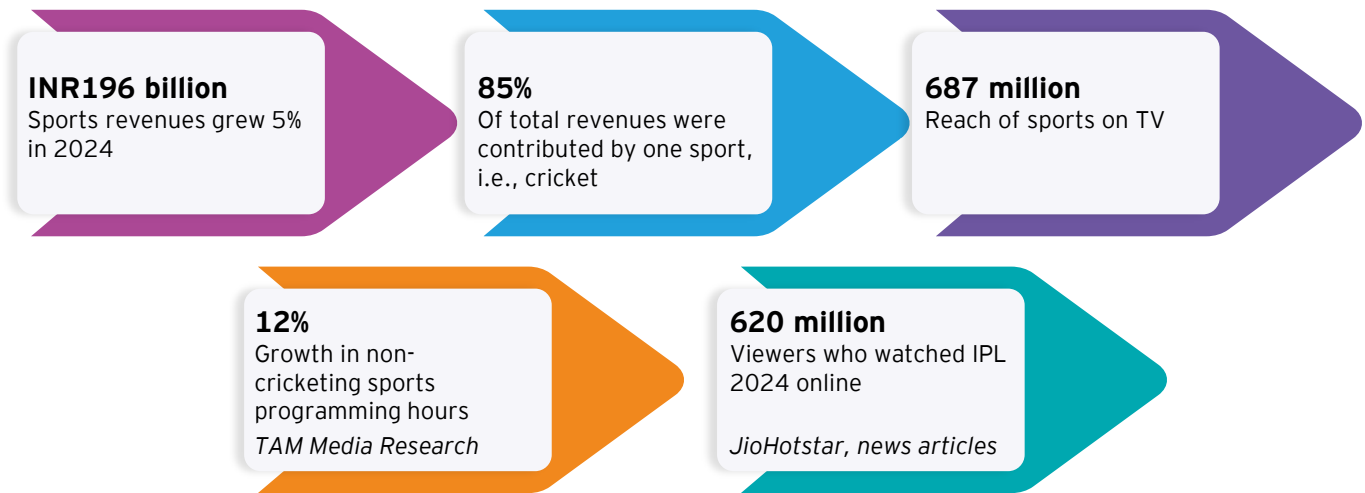 INR196 billion
Sports revenues grew 5%
in 2024
85%
Of total revenues were
contributed by one sport,
i.e., cricket
687 million
Reach of sports on TV
12%
Growth in non-
cricketing sports
programming hours
TAM Media Research
620 million
Viewers who watched IPL
2024 online
JioHotstar, news articles